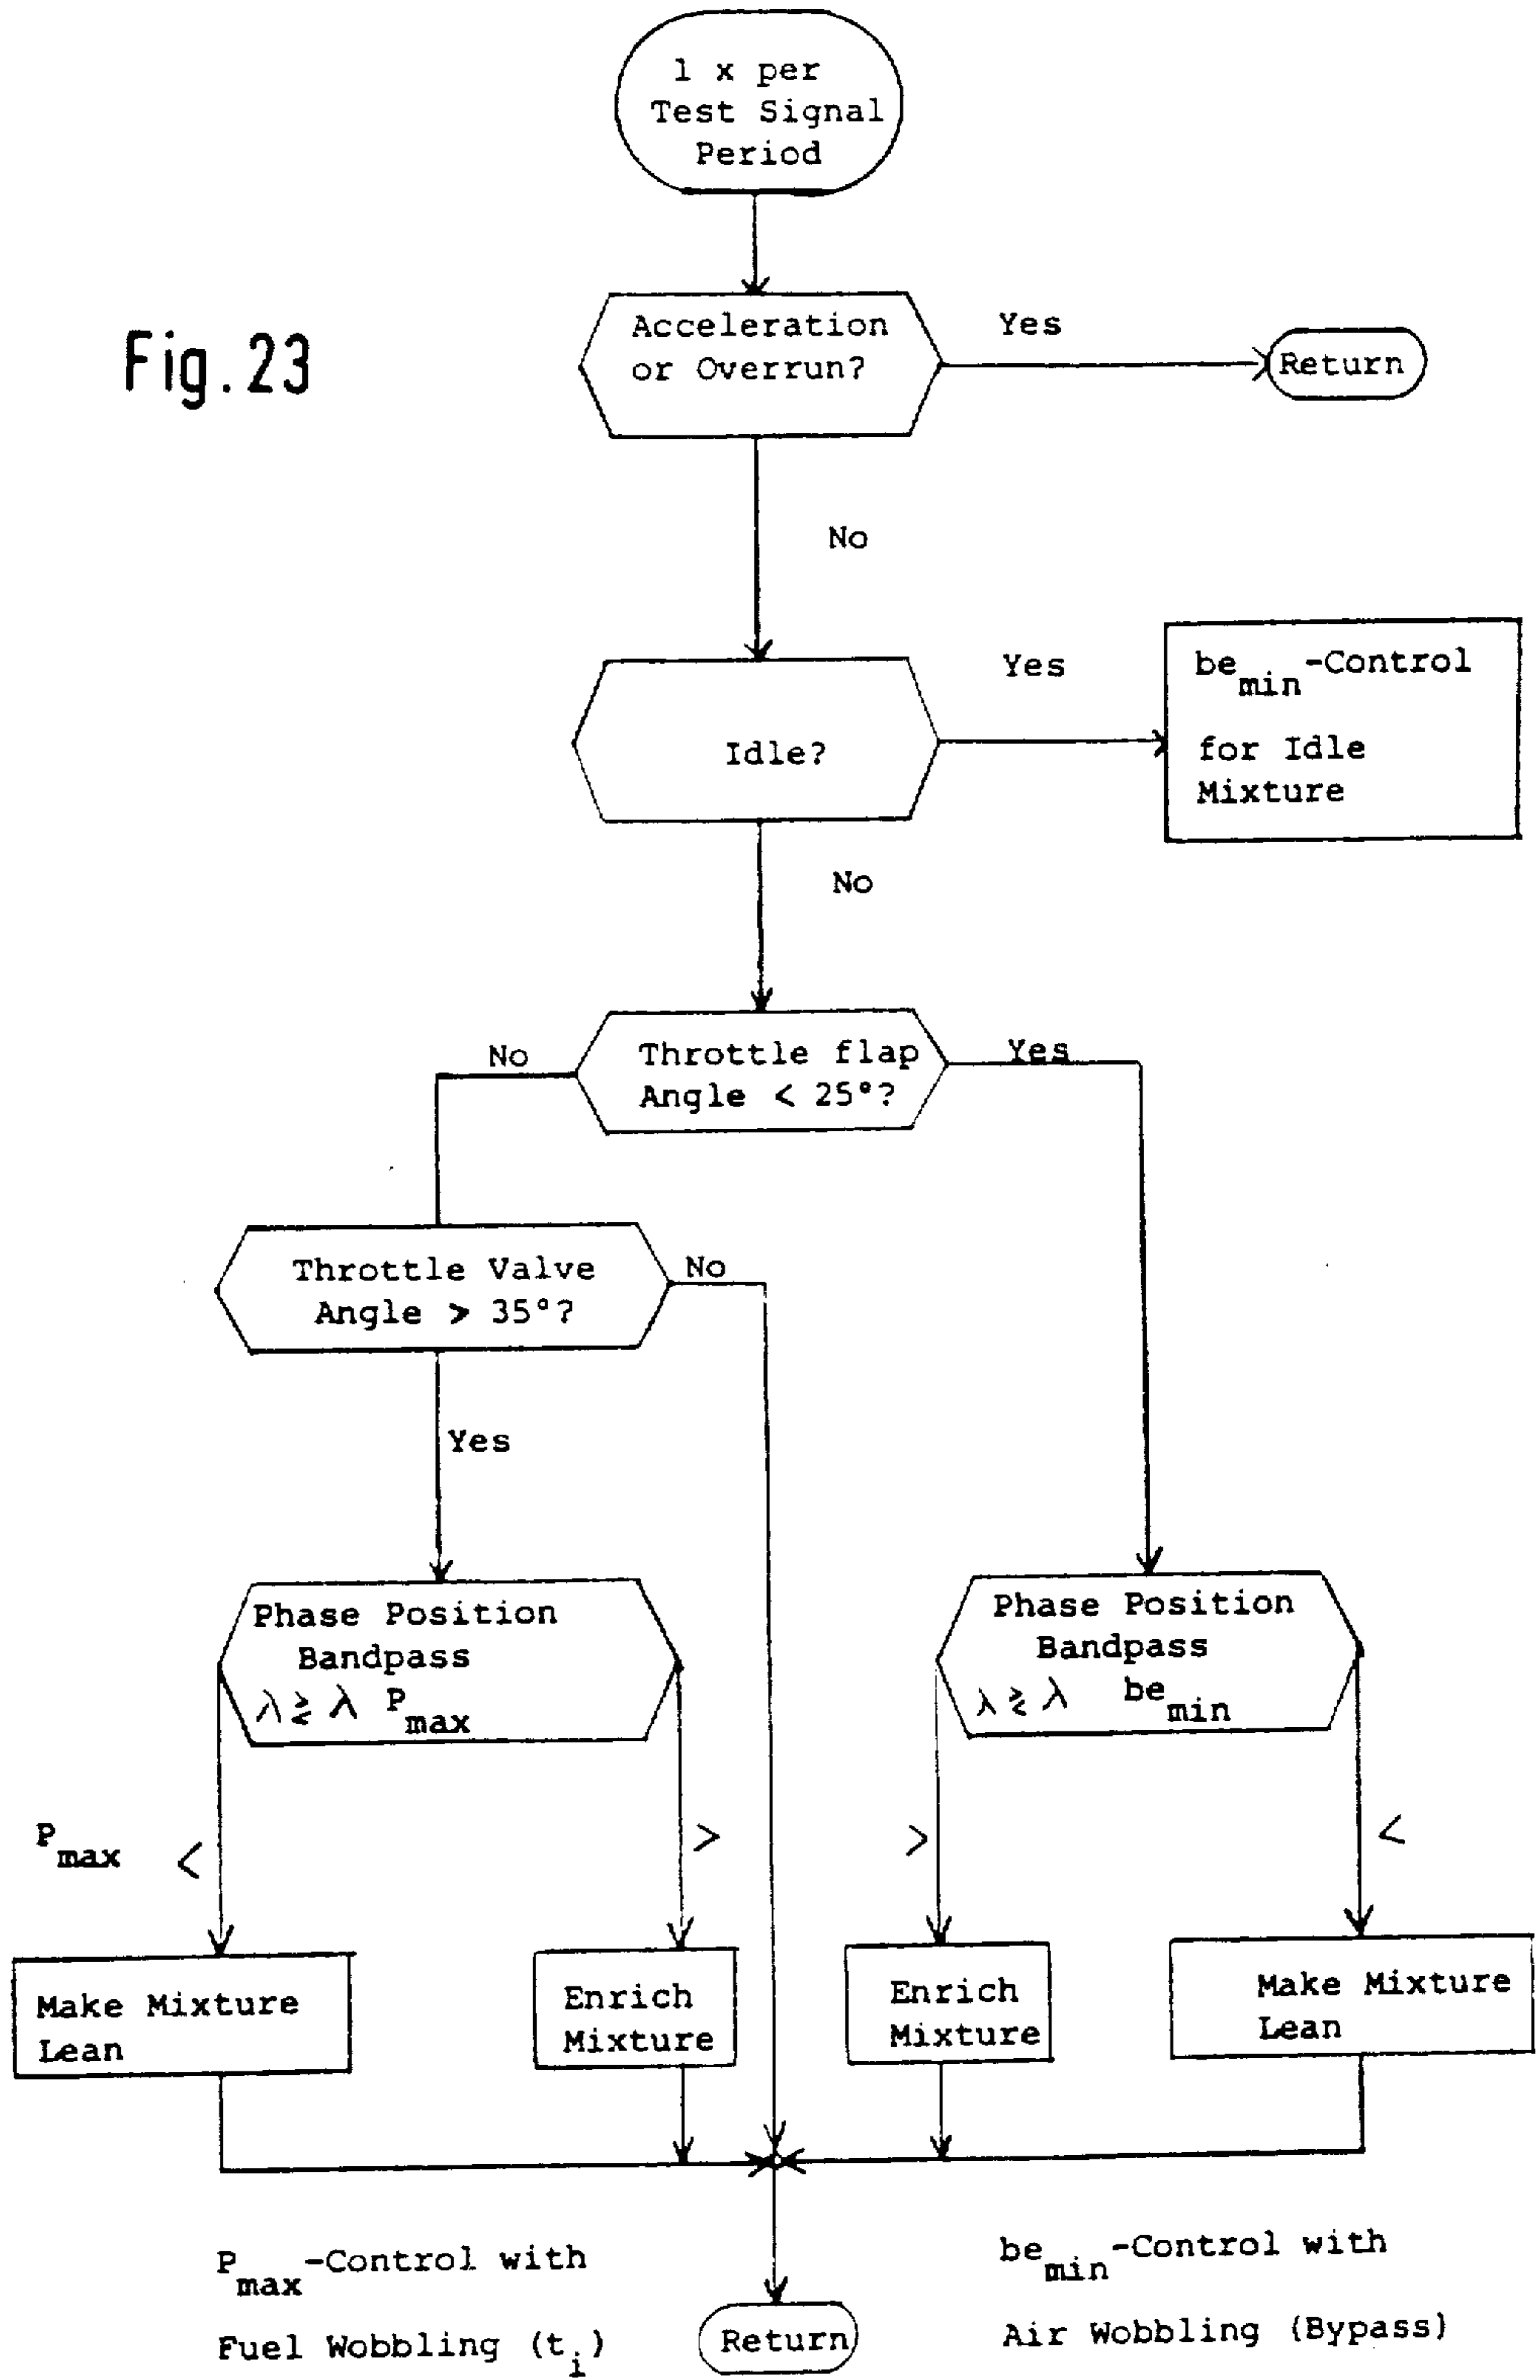 1 x per
Test Signal
Period
Fig. 23
Acceleration
or Overrun?
Yes
Return
No
Idle?
Yes
be min -Control
for Idle
Mixture
No
Throttle flap
Angle < 25°?
No
Yes
Throttle Valve
Angle > 35°?
No
Yes
Phase Position
Bandpass
λ ≷ λ P max
Phase Position
Bandpass
λ ≷ λ be min
P max <
>
>
<
Make Mixture
Lean
Enrich
Mixture
Enrich
Mixture
Make Mixture
Lean
P max -Control with
Fuel Wobbling (t i)
Return
be min -Control with
Air Wobbling (Bypass)